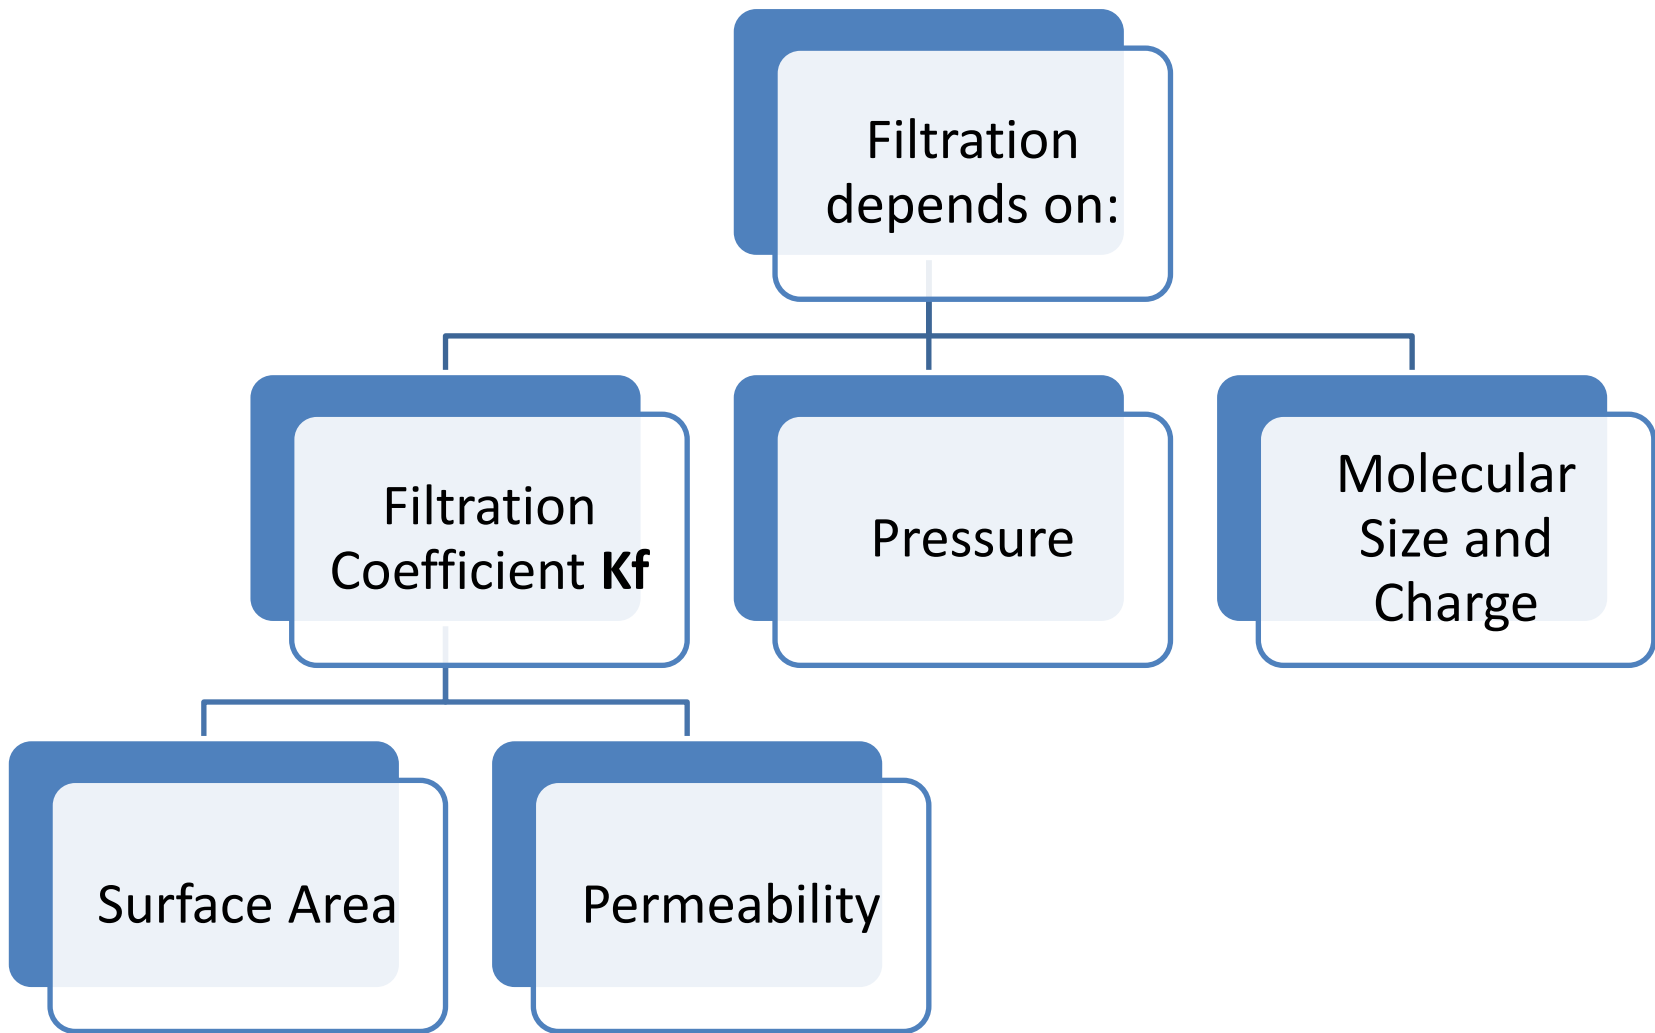 Filtration
depends on:
Filtration
Coefficient Kf
Pressure
Molecular
Size and
Charge
Surface Area
Permeability